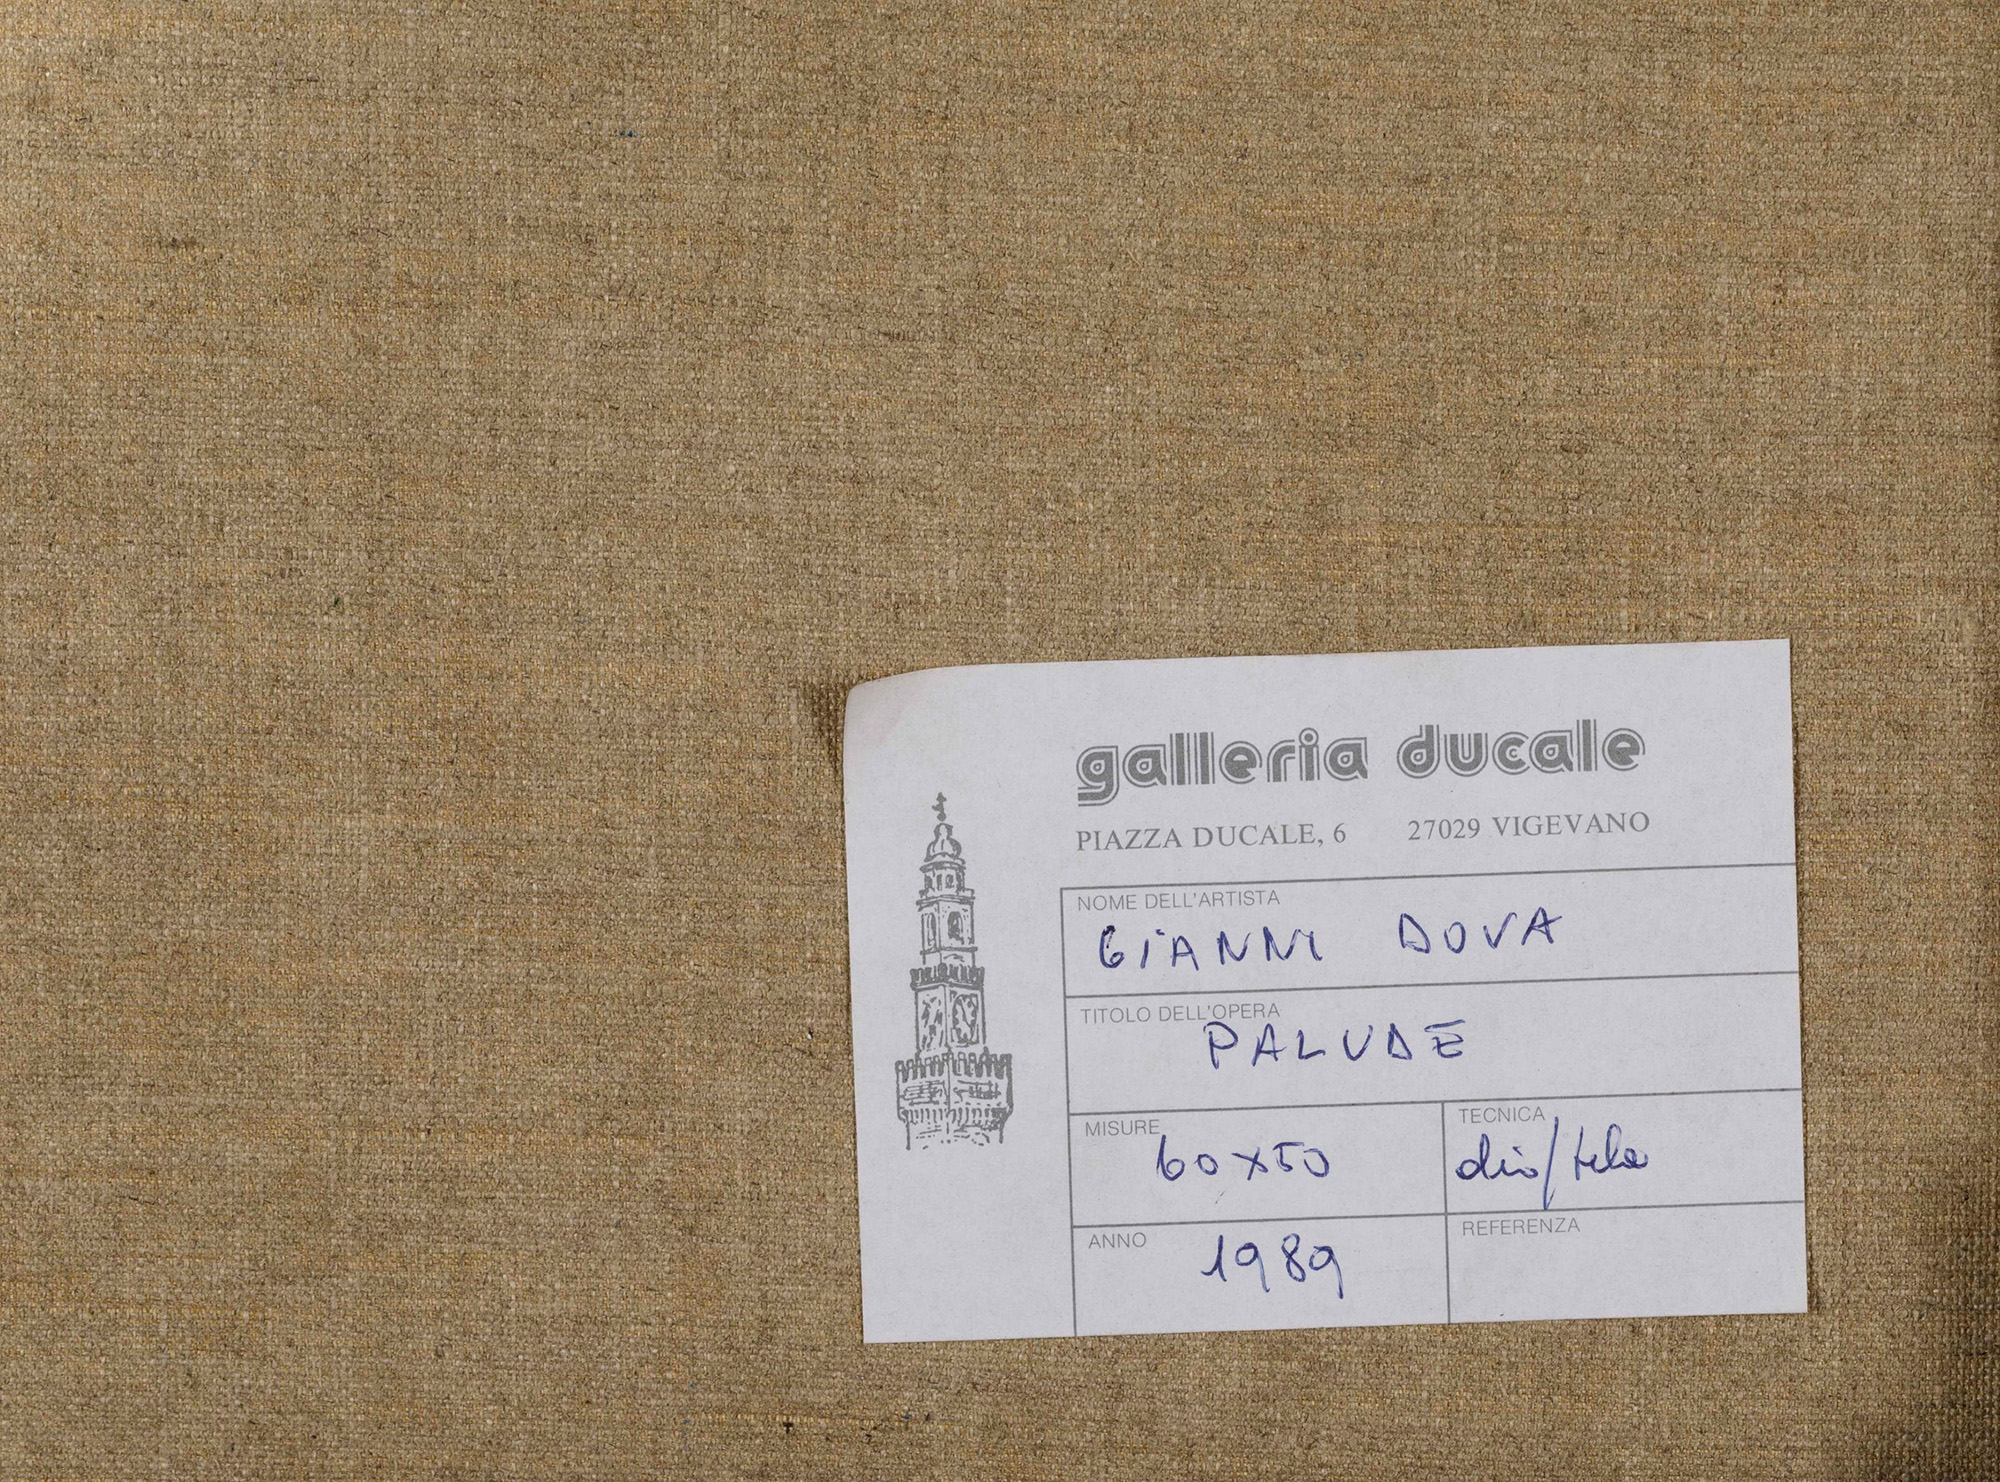 galleria ducale
PIAZZA DUCALE, 6 27029 VIGEVANO
NOME DELL'ARTISTA
GIANNI DOVA
TITOLO DELL'OPERA
PALUDE
MISURE
60x50
TECNICA
olio/tela
ANNO
1989
REFERENZA